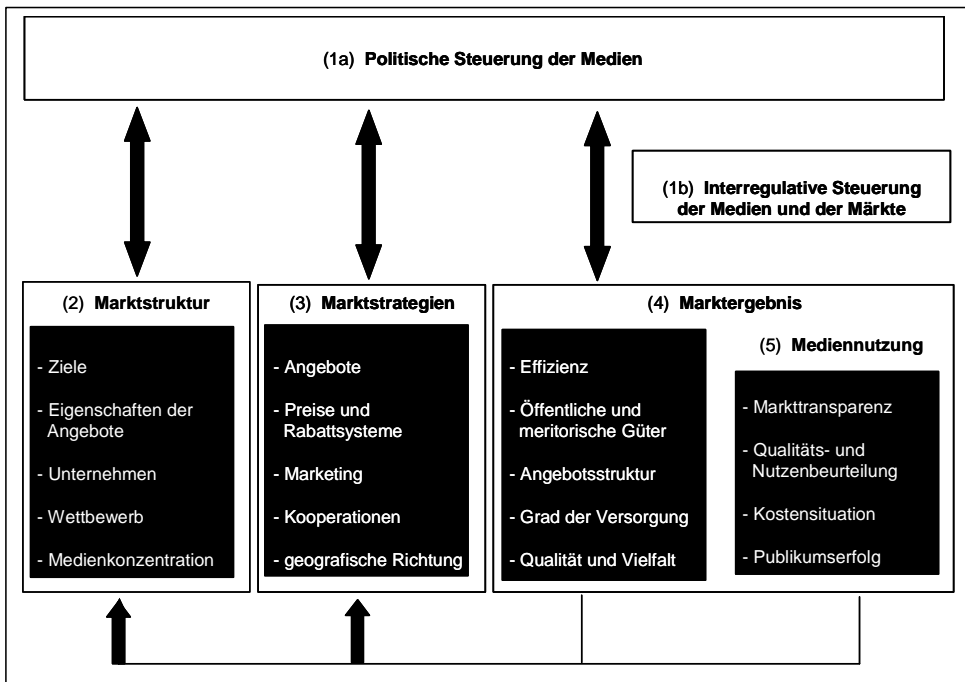 (1a) Politische Steuerung der Medien
(1b) Interregulative Steuerung
der Medien und der Märkte
(2) Marktstruktur
- Ziele
- Eigenschaften der
Angebote
- Unternehmen
- Wettbewerb
- Medienkonzentration
(3) Marktstrategien
- Angebote
- Preise und
Rabattsysteme
- Marketing
- Kooperationen
- geografische Richtung
(4) Marktergebnis
- Effizienz
- Öffentliche und
meritorische Güter
- Angebotsstruktur
- Grad der Versorgung
- Qualität und Vielfalt
(5) Mediennutzung
- Markttransparenz
- Qualitäts- und
Nutzenbeurteilung
- Kostensituation
- Publikumserfolg